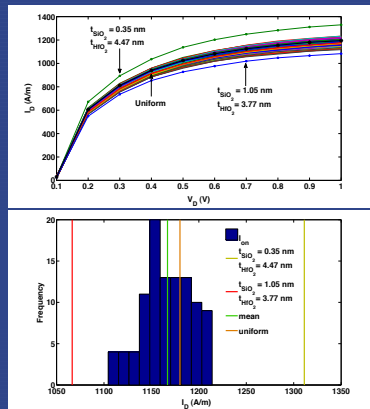 1400
1200
1000
800
600
400
200
0
I_D (A/m)
t_SiO2 = 0.35 nm
t_HfO2 = 4.47 nm
Uniform
t_SiO2 = 1.05 nm
t_HfO2 = 3.77 nm
0.1 0.2 0.3 0.4 0.5 0.6 0.7 0.8 0.9 1
V_D (V)
20
15
10
5
0
Frequency
I_on
t_SiO2 = 0.35 nm
t_HfO2 = 4.47 nm
t_SiO2 = 1.05 nm
t_HfO2 = 3.77 nm
mean
uniform
1050 1100 1150 1200 1250 1300 1350
I_D (A/m)